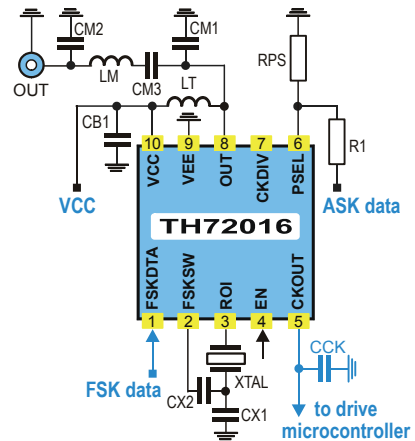 CM2
CM1
OUT
LM
CM3
LT
RPS
CB1
R1
10
9
8
7
6
VCC
VEE
OUT
CKDIV
PSEL
VCC
ASK data
TH72016
FSKDTA
FSKSW
ROI
EN
CKOUT
1
2
3
4
5
CCK
FSK data
XTAL
CX2
CX1
to drive
microcontroller